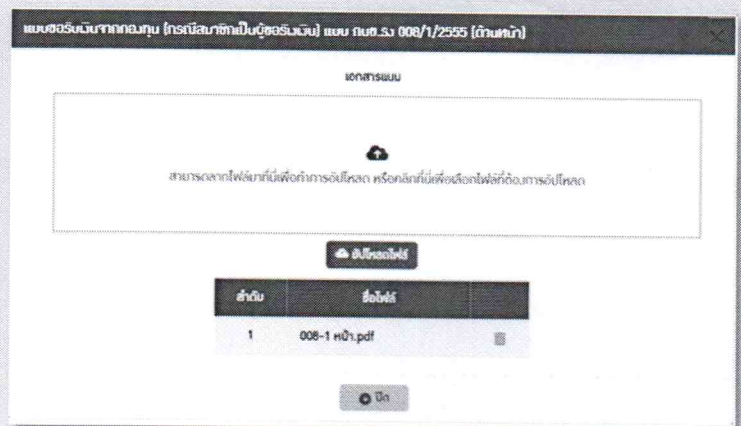 แบบขอรับเงินจากกองทุน (กรณีสมาชิกเป็นผู้ขอรับเงิน) แบบ กบข.รง 008/1/2555 (ด้านหน้า)
เอกสารแบบ
สามารถลากไฟล์มาที่นี่เพื่อทำการอัปโหลด หรือคลิกที่นี่เพื่อเลือกไฟล์ที่ต้องการอัปโหลด
อัปโหลดไฟล์
ลำดับ ชื่อไฟล์
1 008-1 หน้า.pdf
ปิด